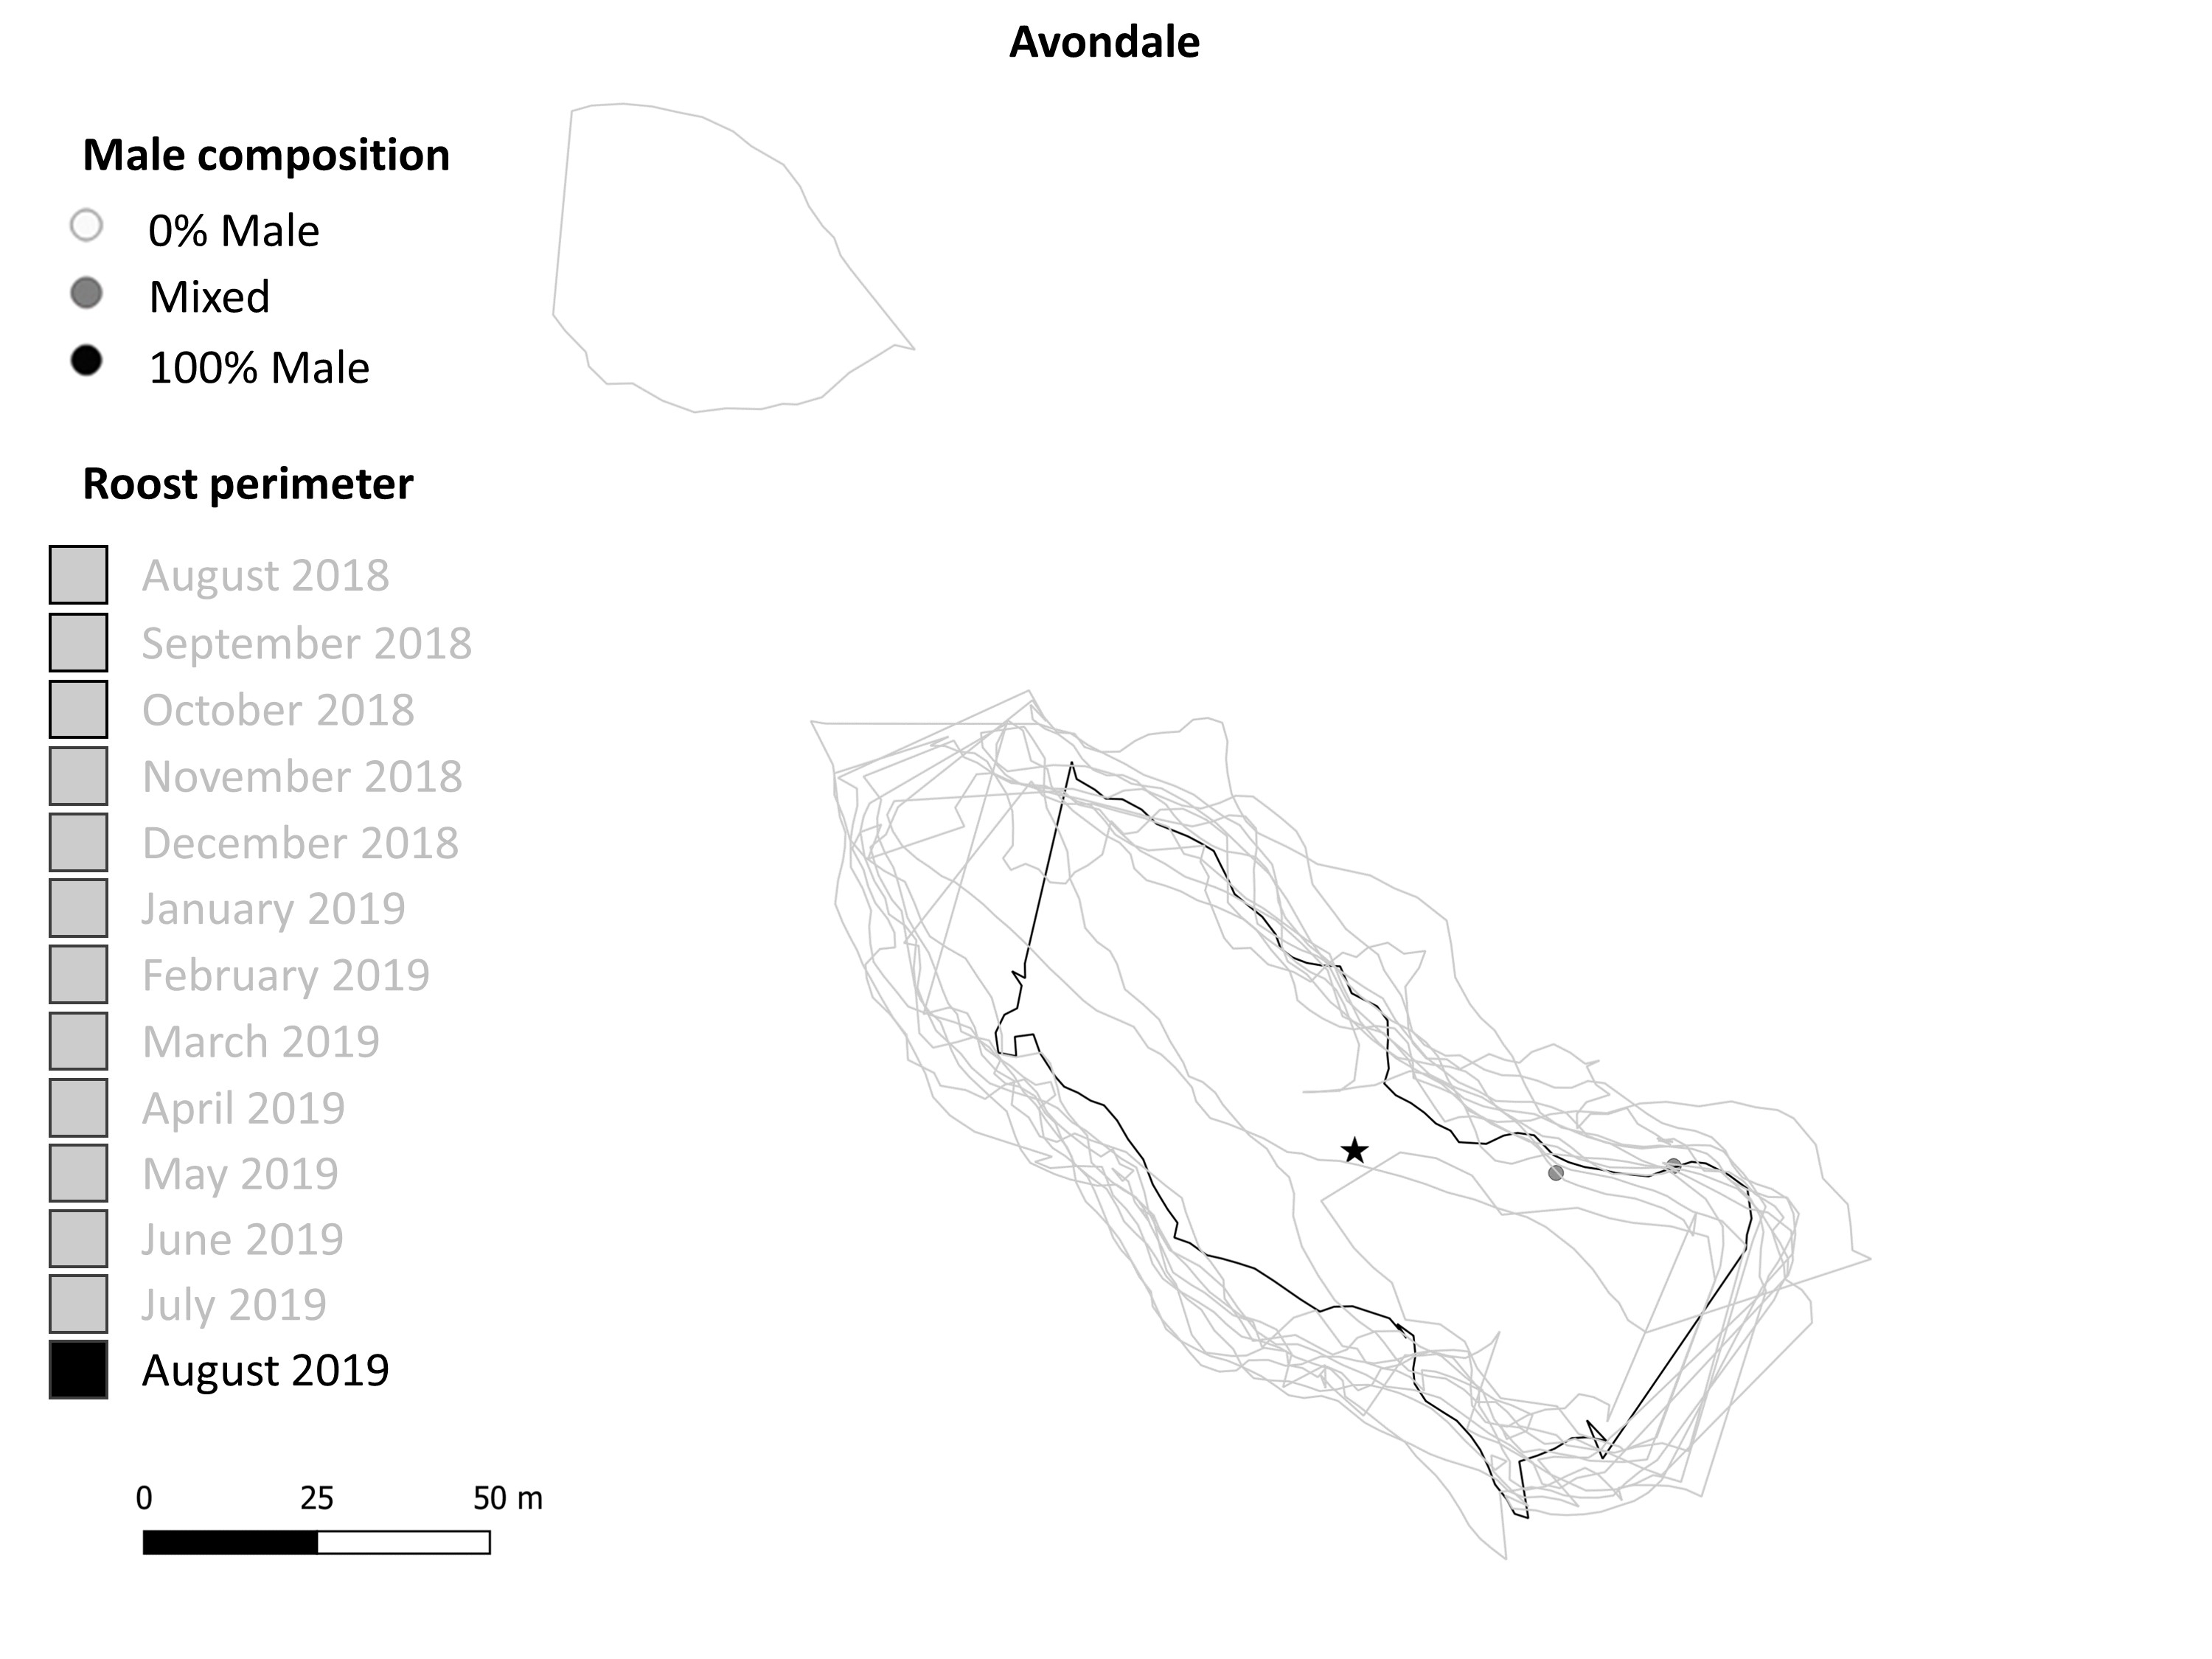 Avondale
Male composition
0% Male
Mixed
100% Male
Roost perimeter
August 2018
September 2018
October 2018
November 2018
December 2018
January 2019
February 2019
March 2019
April 2019
May 2019
June 2019
July 2019
August 2019
0 25 50 m